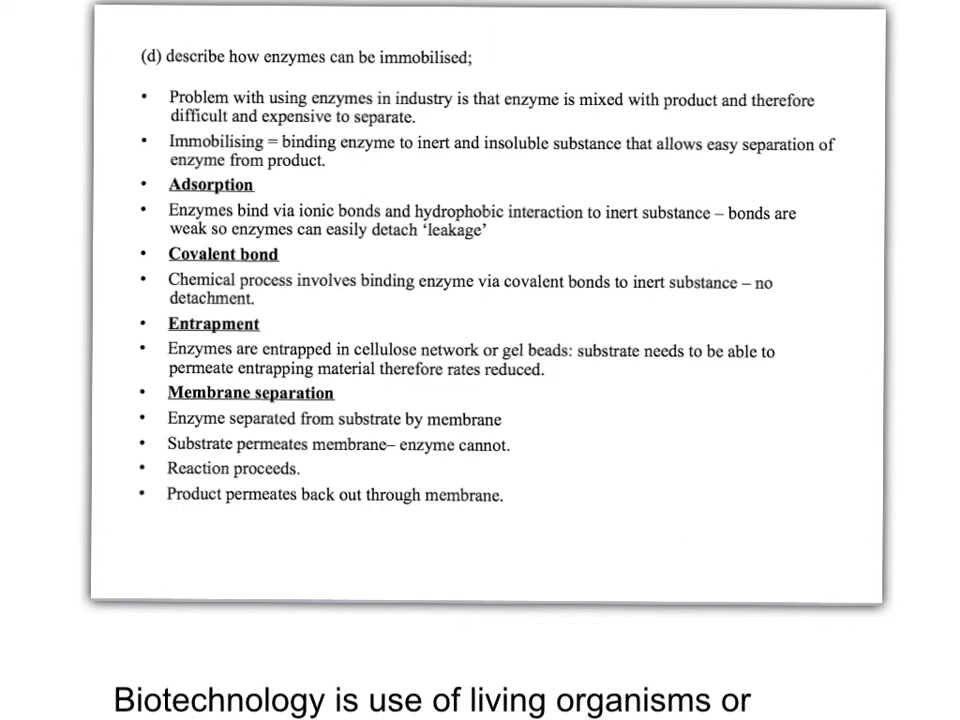 (d) describe how enzymes can be immobilised;
• Problem with using enzymes in industry is that enzyme is mixed with product and therefore
difficult and expensive to separate.
• Immobilising = binding enzyme to inert and insoluble substance that allows easy separation of
enzyme from product.
• Adsorption
• Enzymes bind via ionic bonds and hydrophobic interaction to inert substance – bonds are
weak so enzymes can easily detach ‘leakage’
• Covalent bond
• Chemical process involves binding enzyme via covalent bonds to inert substance – no
detachment.
• Entrapment
• Enzymes are entrapped in cellulose network or gel beads: substrate needs to be able to
permeate entrapping material therefore rates reduced.
• Membrane separation
• Enzyme separated from substrate by membrane
• Substrate permeates membrane– enzyme cannot.
• Reaction proceeds.
• Product permeates back out through membrane.
Biotechnology is use of living organisms or